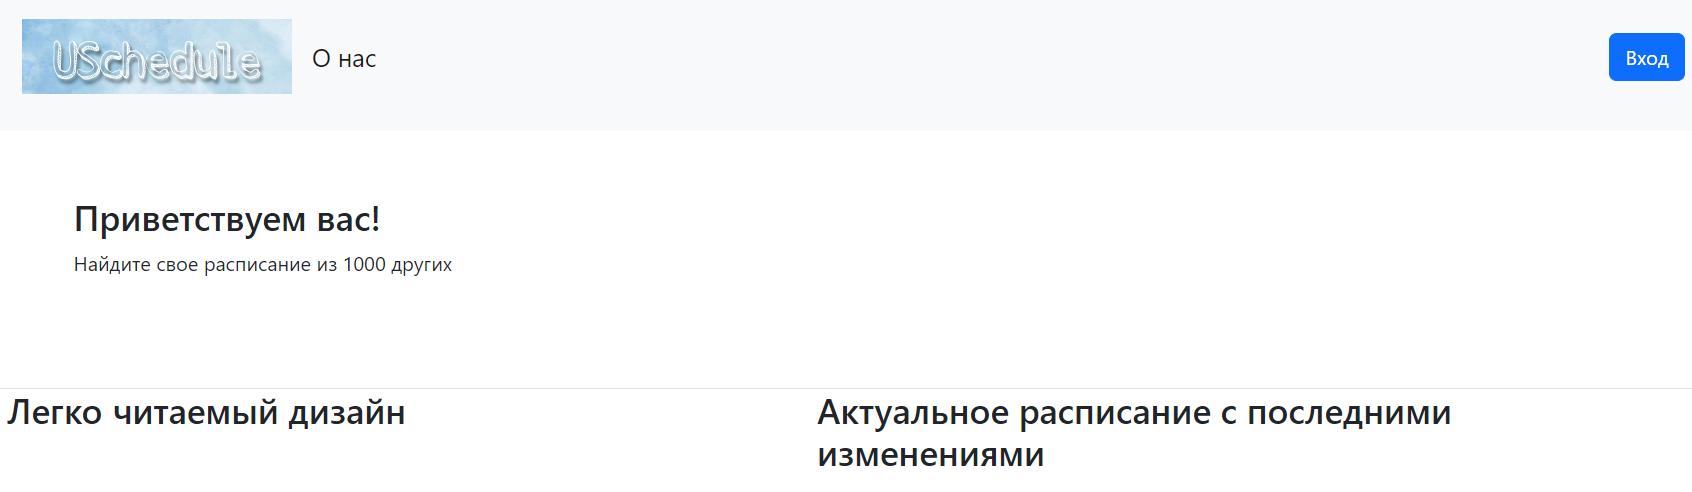 USchedule
О нас
Вход
Приветствуем вас!
Найдите свое расписание из 1000 других
Легко читаемый дизайн
Актуальное расписание с последними
изменениями